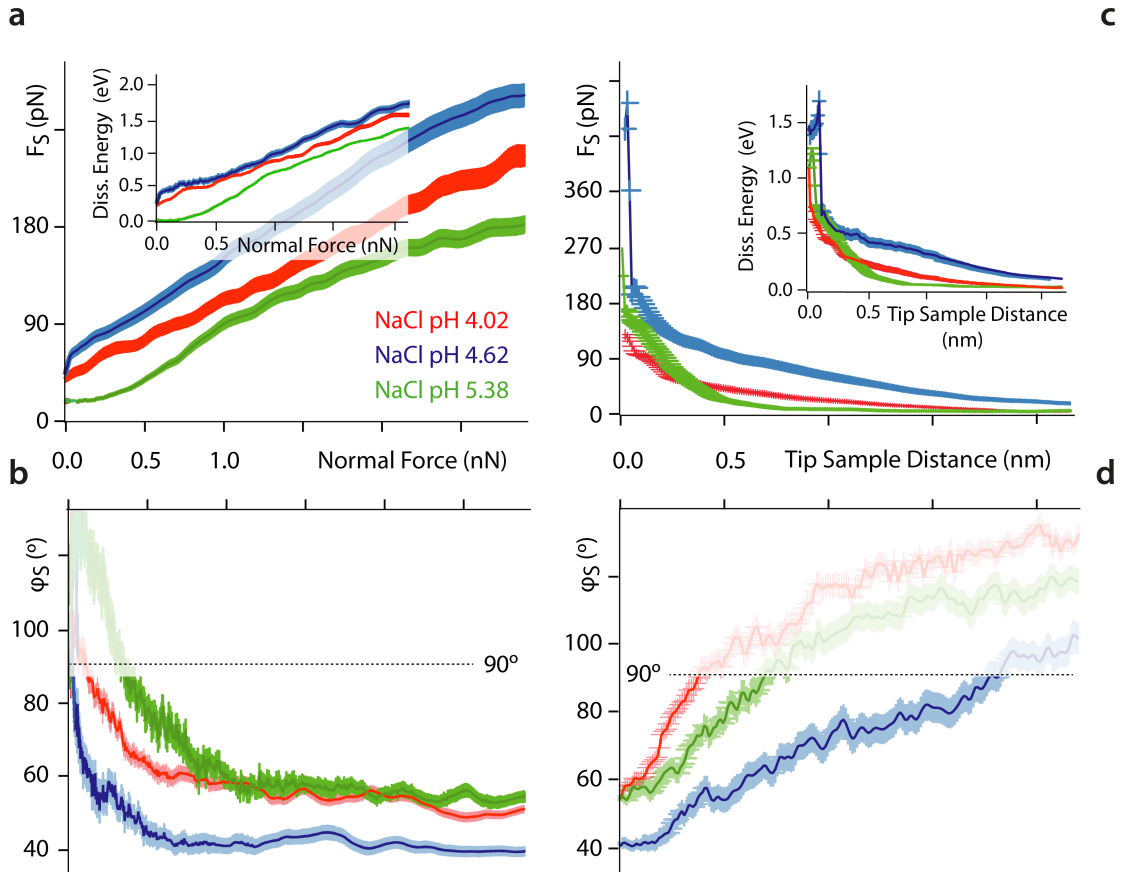 a
c
Fs (pN)
180
90
0
0.0
0.5
1.0
Normal Force (nN)
Diss. Energy (eV)
2.0
1.5
1.0
0.5
0.0
0.0
0.5
Normal Force (nN)
NaCl pH 4.02
NaCl pH 4.62
NaCl pH 5.38
Fs (pN)
360
270
180
90
0
0.0
0.5
Tip Sample Distance (nm)
Diss. Energy (eV)
1.5
1.0
0.5
0.0
0.0
0.5
Tip Sample Distance
(nm)
b
d
φs (º)
100
80
60
40
90º
φs (º)
100
80
60
40
90º